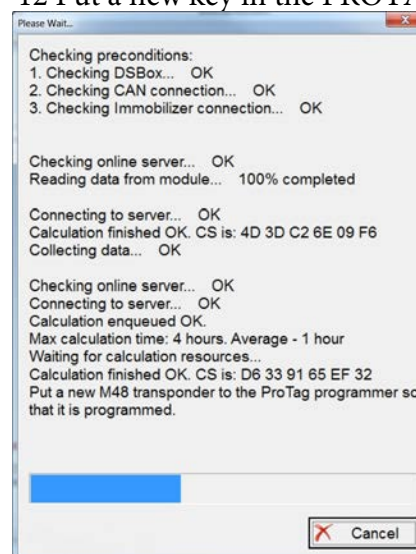 12 Put a new key in the PROTA
Please Wait...
Checking preconditions:
1. Checking DSBox... OK
2. Checking CAN connection... OK
3. Checking Immobilizer connection... OK
Checking online server... OK
Reading data from module... 100% completed
Connecting to server... OK
Calculation finished OK. CS is: 4D 3D C2 6E 09 F6
Collecting data... OK
Checking online server... OK
Connecting to server... OK
Calculation enqueued OK.
Max calculation time: 4 hours. Average - 1 hour
Waiting for calculation resources...
Calculation finished OK. CS is: D6 33 91 65 EF 32
Put a new M48 transponder to the ProTag programmer so
that it is programmed.
Cancel